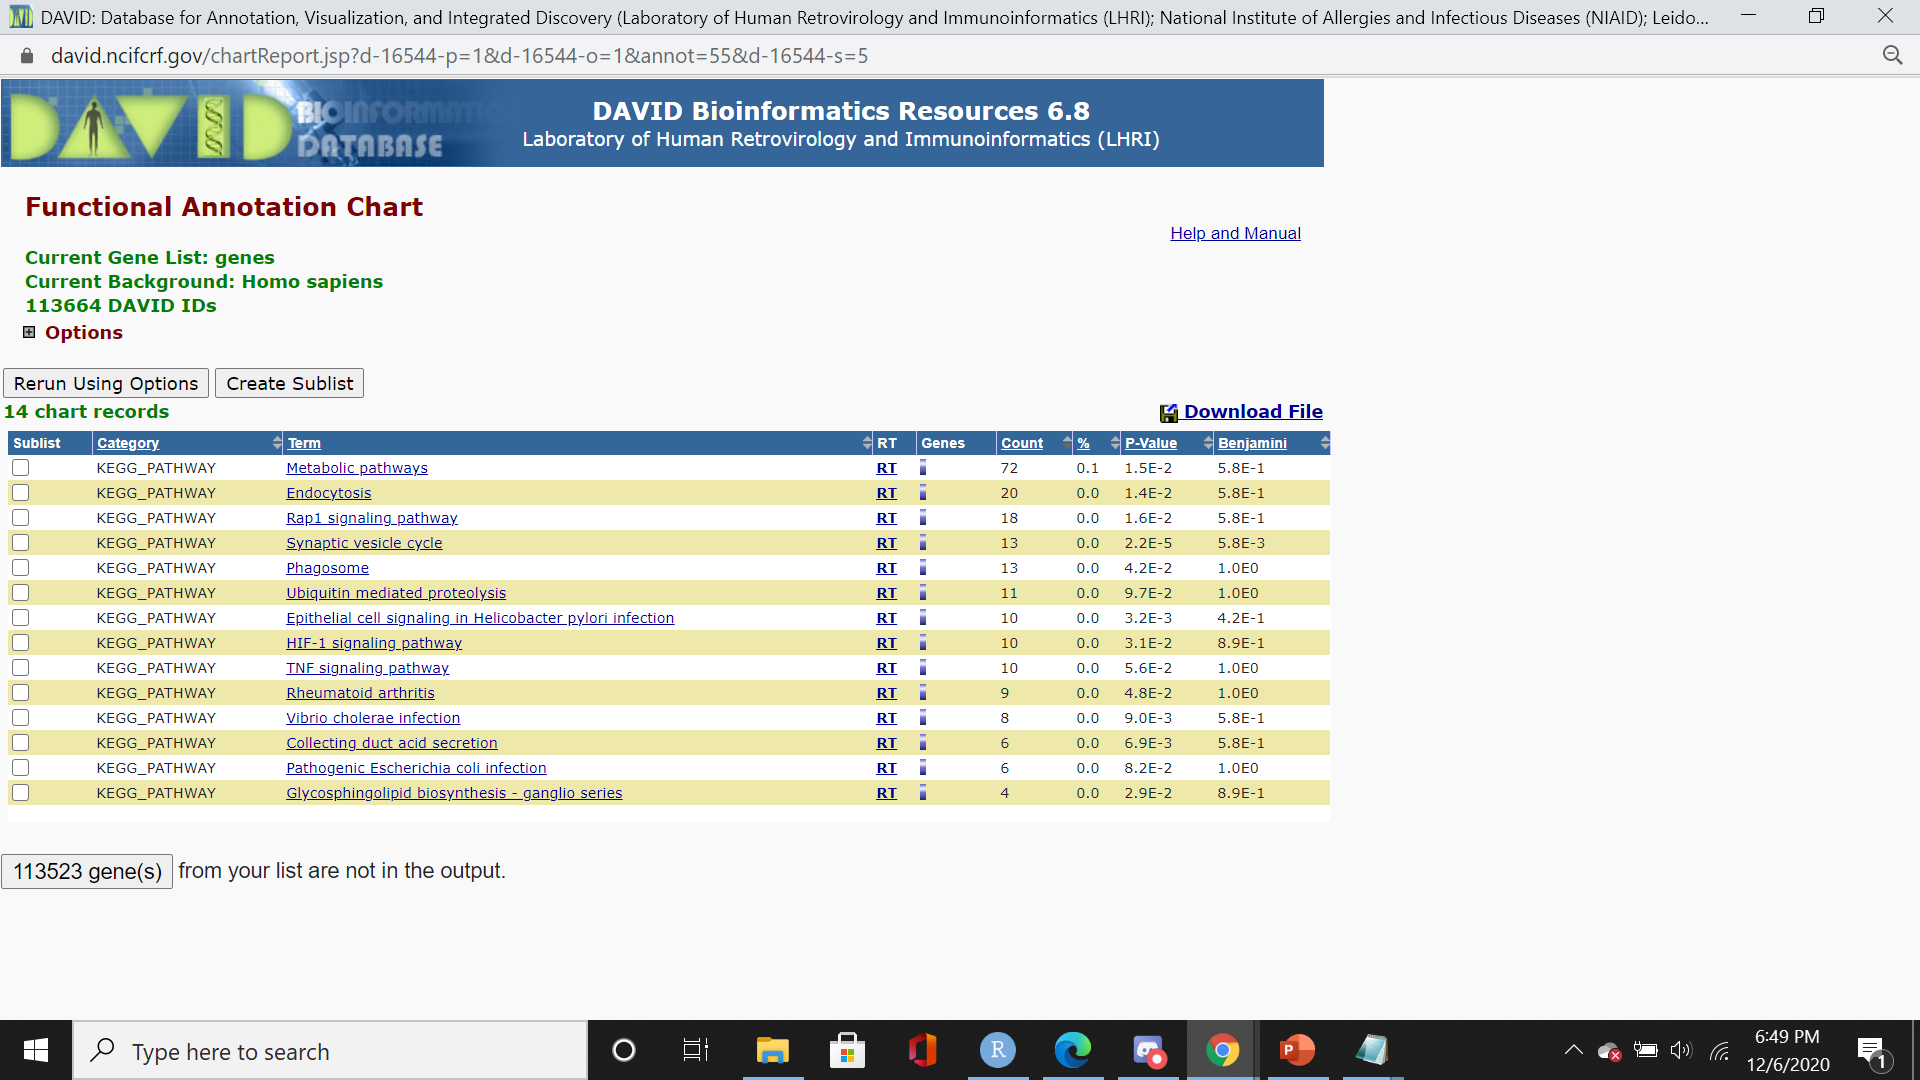 DAVID: Database for Annotation, Visualization, and Integrated Discovery (Laboratory of Human Retrovirology and Immunoinformatics (LHRI); National Institute of Allergies and Infectious Diseases (NIAID); Leido...
david.ncifcrf.gov/chartReport.jsp?d-16544-p=1&d-16544-o=1&annot=55&d-16544-s=5
DAVID BIOINFORMATICS DATABASE
DAVID Bioinformatics Resources 6.8
Laboratory of Human Retrovirology and Immunoinformatics (LHRI)
Functional Annotation Chart
Help and Manual
Current Gene List: genes
Current Background: Homo sapiens
113664 DAVID IDs
Options
Rerun Using Options Create Sublist
14 chart records Download File
Sublist Category Term RT Genes Count % P-Value Benjamini
KEGG_PATHWAY Metabolic pathways RT 72 0.1 1.5E-2 5.8E-1
KEGG_PATHWAY Endocytosis RT 20 0.0 1.4E-2 5.8E-1
KEGG_PATHWAY Rap1 signaling pathway RT 18 0.0 1.6E-2 5.8E-1
KEGG_PATHWAY Synaptic vesicle cycle RT 13 0.0 2.2E-5 5.8E-3
KEGG_PATHWAY Phagosome RT 13 0.0 4.2E-2 1.0E0
KEGG_PATHWAY Ubiquitin mediated proteolysis RT 11 0.0 9.7E-2 1.0E0
KEGG_PATHWAY Epithelial cell signaling in Helicobacter pylori infection RT 10 0.0 3.2E-3 4.2E-1
KEGG_PATHWAY HIF-1 signaling pathway RT 10 0.0 3.1E-2 8.9E-1
KEGG_PATHWAY TNF signaling pathway RT 10 0.0 5.6E-2 1.0E0
KEGG_PATHWAY Rheumatoid arthritis RT 9 0.0 4.8E-2 1.0E0
KEGG_PATHWAY Vibrio cholerae infection RT 8 0.0 9.0E-3 5.8E-1
KEGG_PATHWAY Collecting duct acid secretion RT 6 0.0 6.9E-3 5.8E-1
KEGG_PATHWAY Pathogenic Escherichia coli infection RT 6 0.0 8.2E-2 1.0E0
KEGG_PATHWAY Glycosphingolipid biosynthesis - ganglio series RT 4 0.0 2.9E-2 8.9E-1
113523 gene(s) from your list are not in the output.
Type here to search
R
P
6:49 PM
12/6/2020
1